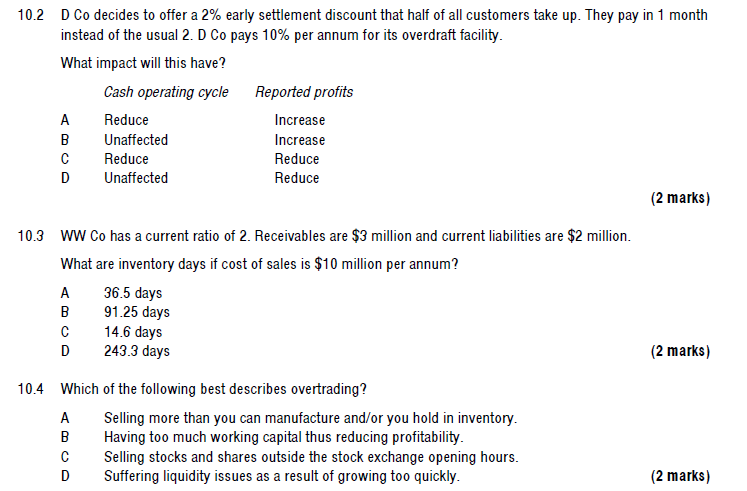 10.2 D Co decides to offer a 2% early settlement discount that half of all customers take up. They pay in 1 month
instead of the usual 2. D Co pays 10% per annum for its overdraft facility.
What impact will this have?
Cash operating cycle Reported profits
A Reduce Increase
B Unaffected Increase
C Reduce Reduce
D Unaffected Reduce
(2 marks)
10.3 WW Co has a current ratio of 2. Receivables are $3 million and current liabilities are $2 million.
What are inventory days if cost of sales is $10 million per annum?
A 36.5 days
B 91.25 days
C 14.6 days
D 243.3 days (2 marks)
10.4 Which of the following best describes overtrading?
A Selling more than you can manufacture and/or you hold in inventory.
B Having too much working capital thus reducing profitability.
C Selling stocks and shares outside the stock exchange opening hours.
D Suffering liquidity issues as a result of growing too quickly. (2 marks)